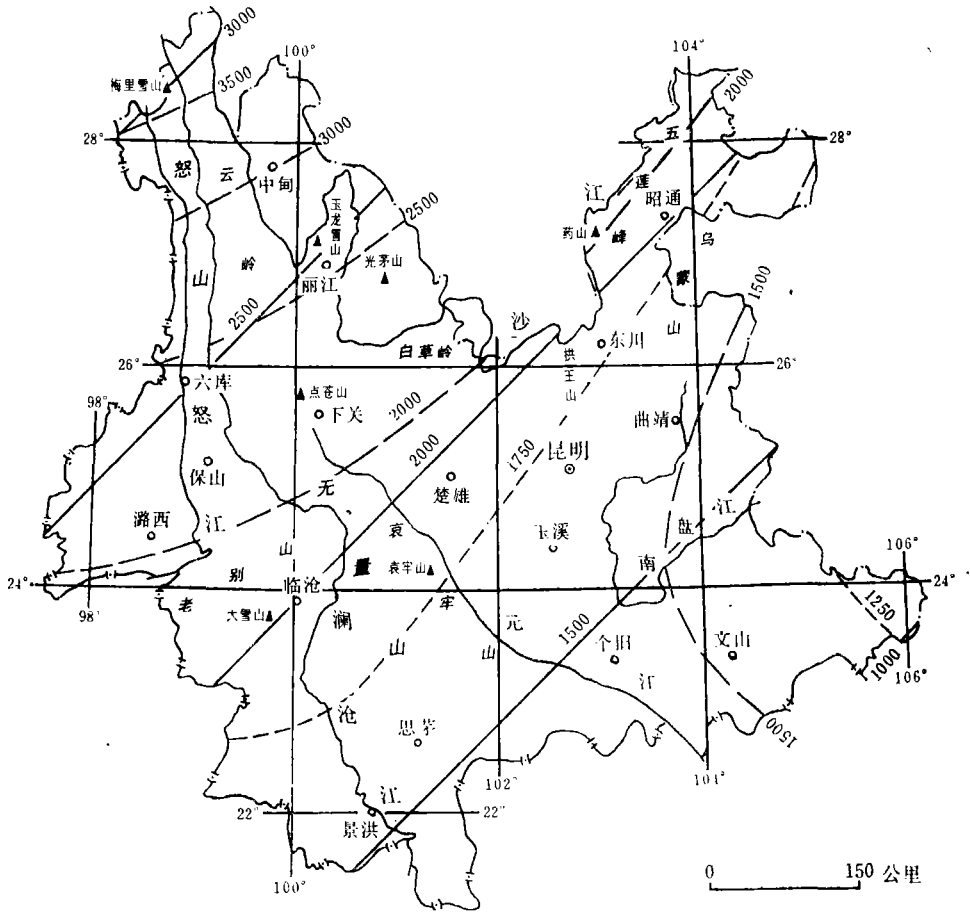 3000
100°
104°
梅里雪山
3500
2000
28°
3000
五
28°
怒
云
中甸
江
莲
昭通
玉龙雪山
2500
药山
峰
乌
山
岭
光茅山
蒙
丽江
1500
2500
沙
山
白草岭
拱王山
东川
26°
26°
六库
点苍山
98°
怒
下关
2000
曲靖
2000
1750
昆明
保山
无
楚雄
潞西
江
哀
玉溪
盘
江
山
量
哀牢山
南
106°
24°
别
临沧
牢
24°
老
大雪山
澜
元
1250
98°
山
山
1500
个旧
文山
1000
106°
江
沧
思茅
1500
102°
104°
22°
江
22°
景洪
100°
0
150 公里